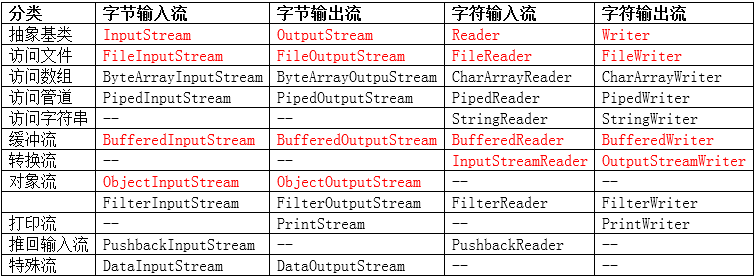 分类 字节输入流 字节输出流 字符输入流 字符输出流
抽象基类 InputStream OutputStream Reader Writer
访问文件 FileInputStream FileOutputStream FileReader FileWriter
访问数组 ByteArrayInputStream ByteArrayOutpuStream CharArrayReader CharArrayWriter
访问管道 PipedInputStream PipedOutputStream PipedReader PipedWriter
访问字符串 -- -- StringReader StringWriter
缓冲流 BufferedInputStream BufferedOutputStream BufferedReader BufferedWriter
转换流 -- -- InputStreamReader OutputStreamWriter
对象流 ObjectInputStream ObjectOutputStream -- --
FilterInputStream FilterOutputStream FilterReader FilterWriter
打印流 -- PrintStream -- PrintWriter
推回输入流 PushbackInputStream -- PushbackReader --
特殊流 DataInputStream DataOutputStream -- --